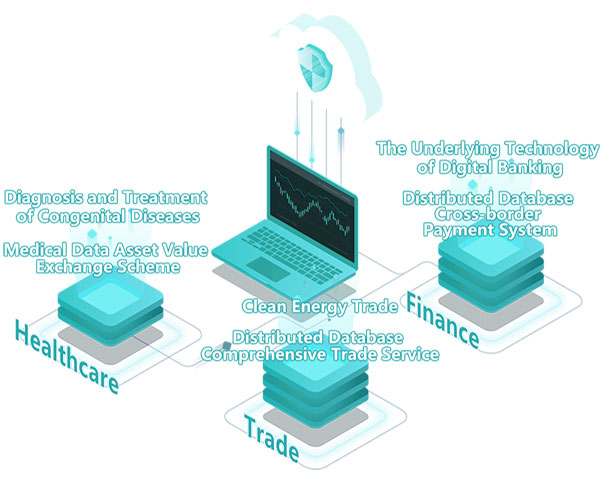 The Underlying Technology
of Digital Banking
Distributed Database
Cross-border
Payment System
Finance
Diagnosis and Treatment
of Congenital Diseases
Medical Data Asset Value
Exchange Scheme
Healthcare
Clean Energy Trade
Distributed Database
Comprehensive Trade Service
Trade